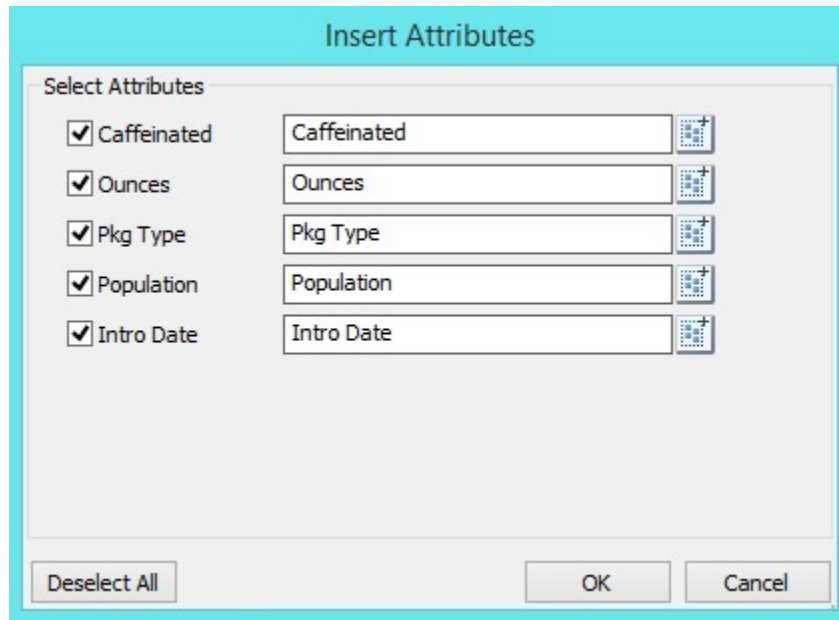 Insert Attributes
Select Attributes
Caffeinated Caffeinated
Ounces Ounces
Pkg Type Pkg Type
Population Population
Intro Date Intro Date
Deselect All OK Cancel